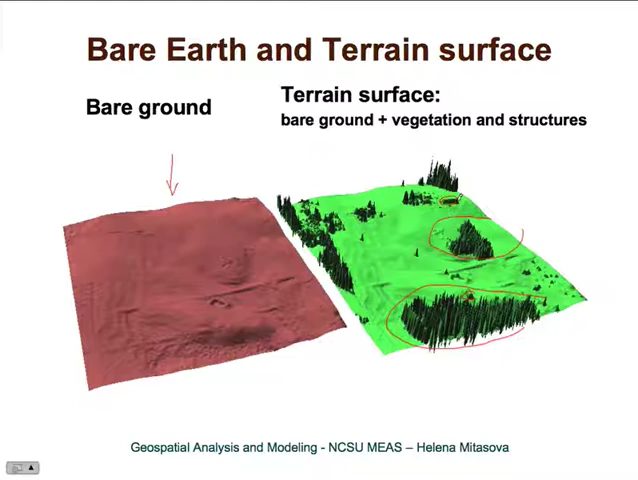 Bare Earth and Terrain surface
Bare ground
Terrain surface:
bare ground + vegetation and structures
Geospatial Analysis and Modeling - NCSU MEAS – Helena Mitasova